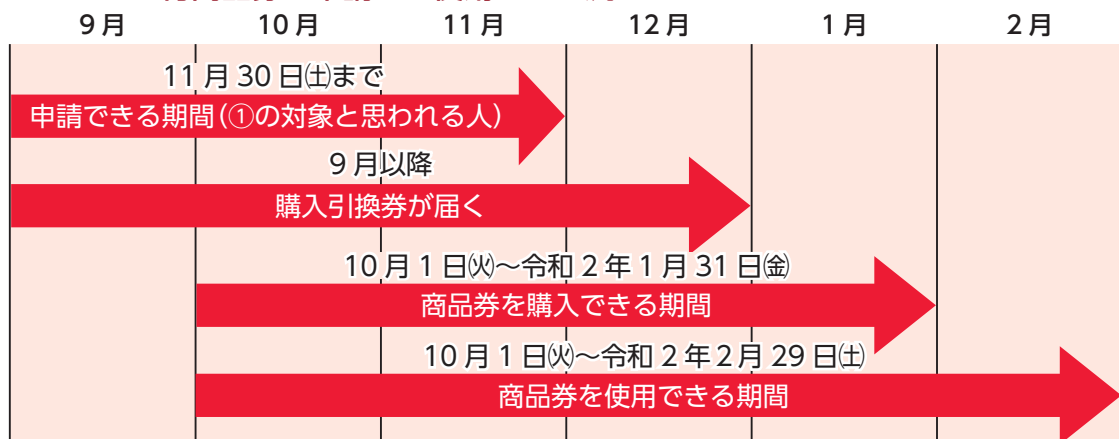 9月 10月 11月 12月 1月 2月
11月30日㈯まで
申請できる期間(①の対象と思われる人)
9月以降
購入引換券が届く
10月1日㈫～令和2年1月31日㈮
商品券を購入できる期間
10月1日㈫～令和2年2月29日㈯
商品券を使用できる期間